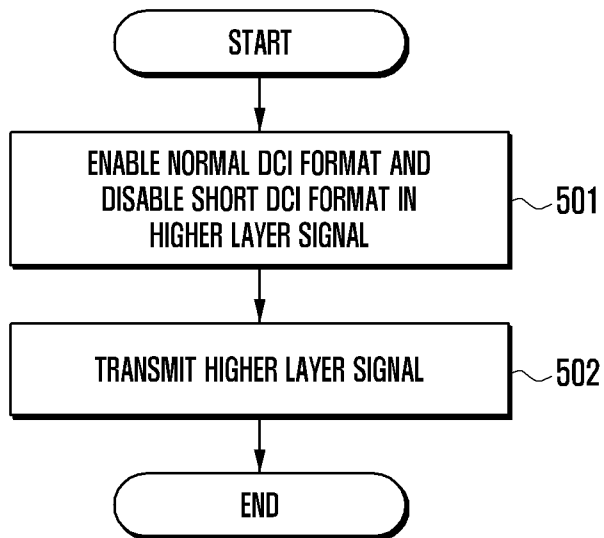 START
ENABLE NORMAL DCI FORMAT AND
DISABLE SHORT DCI FORMAT IN
HIGHER LAYER SIGNAL
501
TRANSMIT HIGHER LAYER SIGNAL
502
END